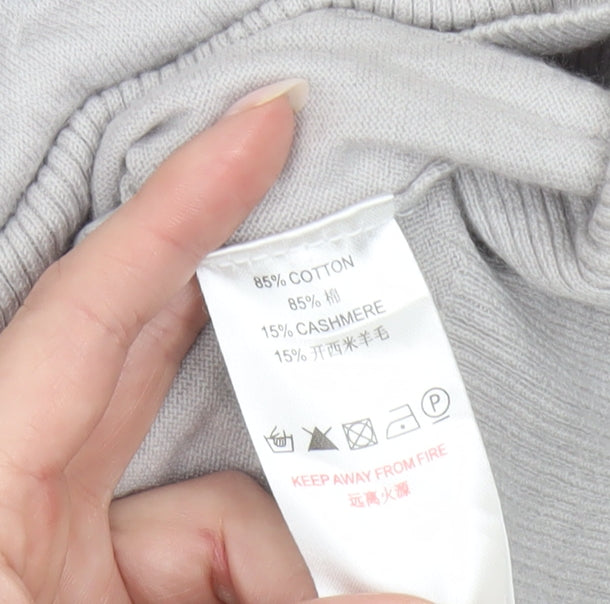 85% COTTON
85% 棉
15% CASHMERE
15% 开西米羊毛
P
KEEP AWAY FROM FIRE
远离火源